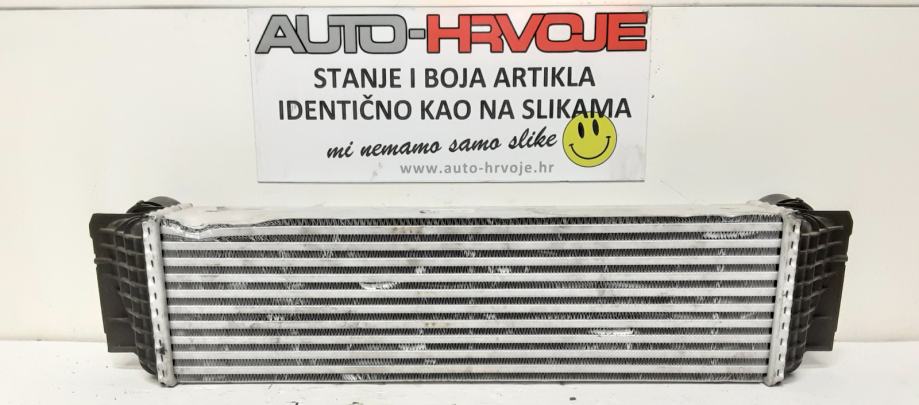 AUTO-HRVOJE
STANJE I BOJA ARTIKLA
IDENTIČNO KAO NA SLIKAMA
mi nemamo samo slike
www.auto-hrvoje.hr